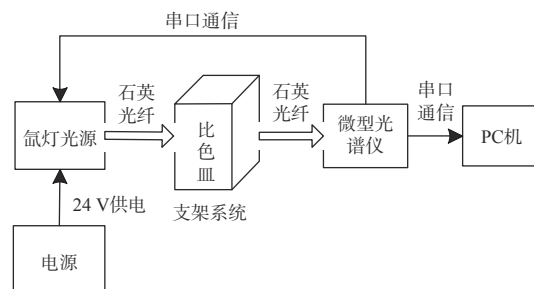 串口通信
石英
光纤
石英
光纤
串口
通信
氙灯光源
比
色
皿
微型光
谱仪
PC机
24 V供电
支架系统
电源